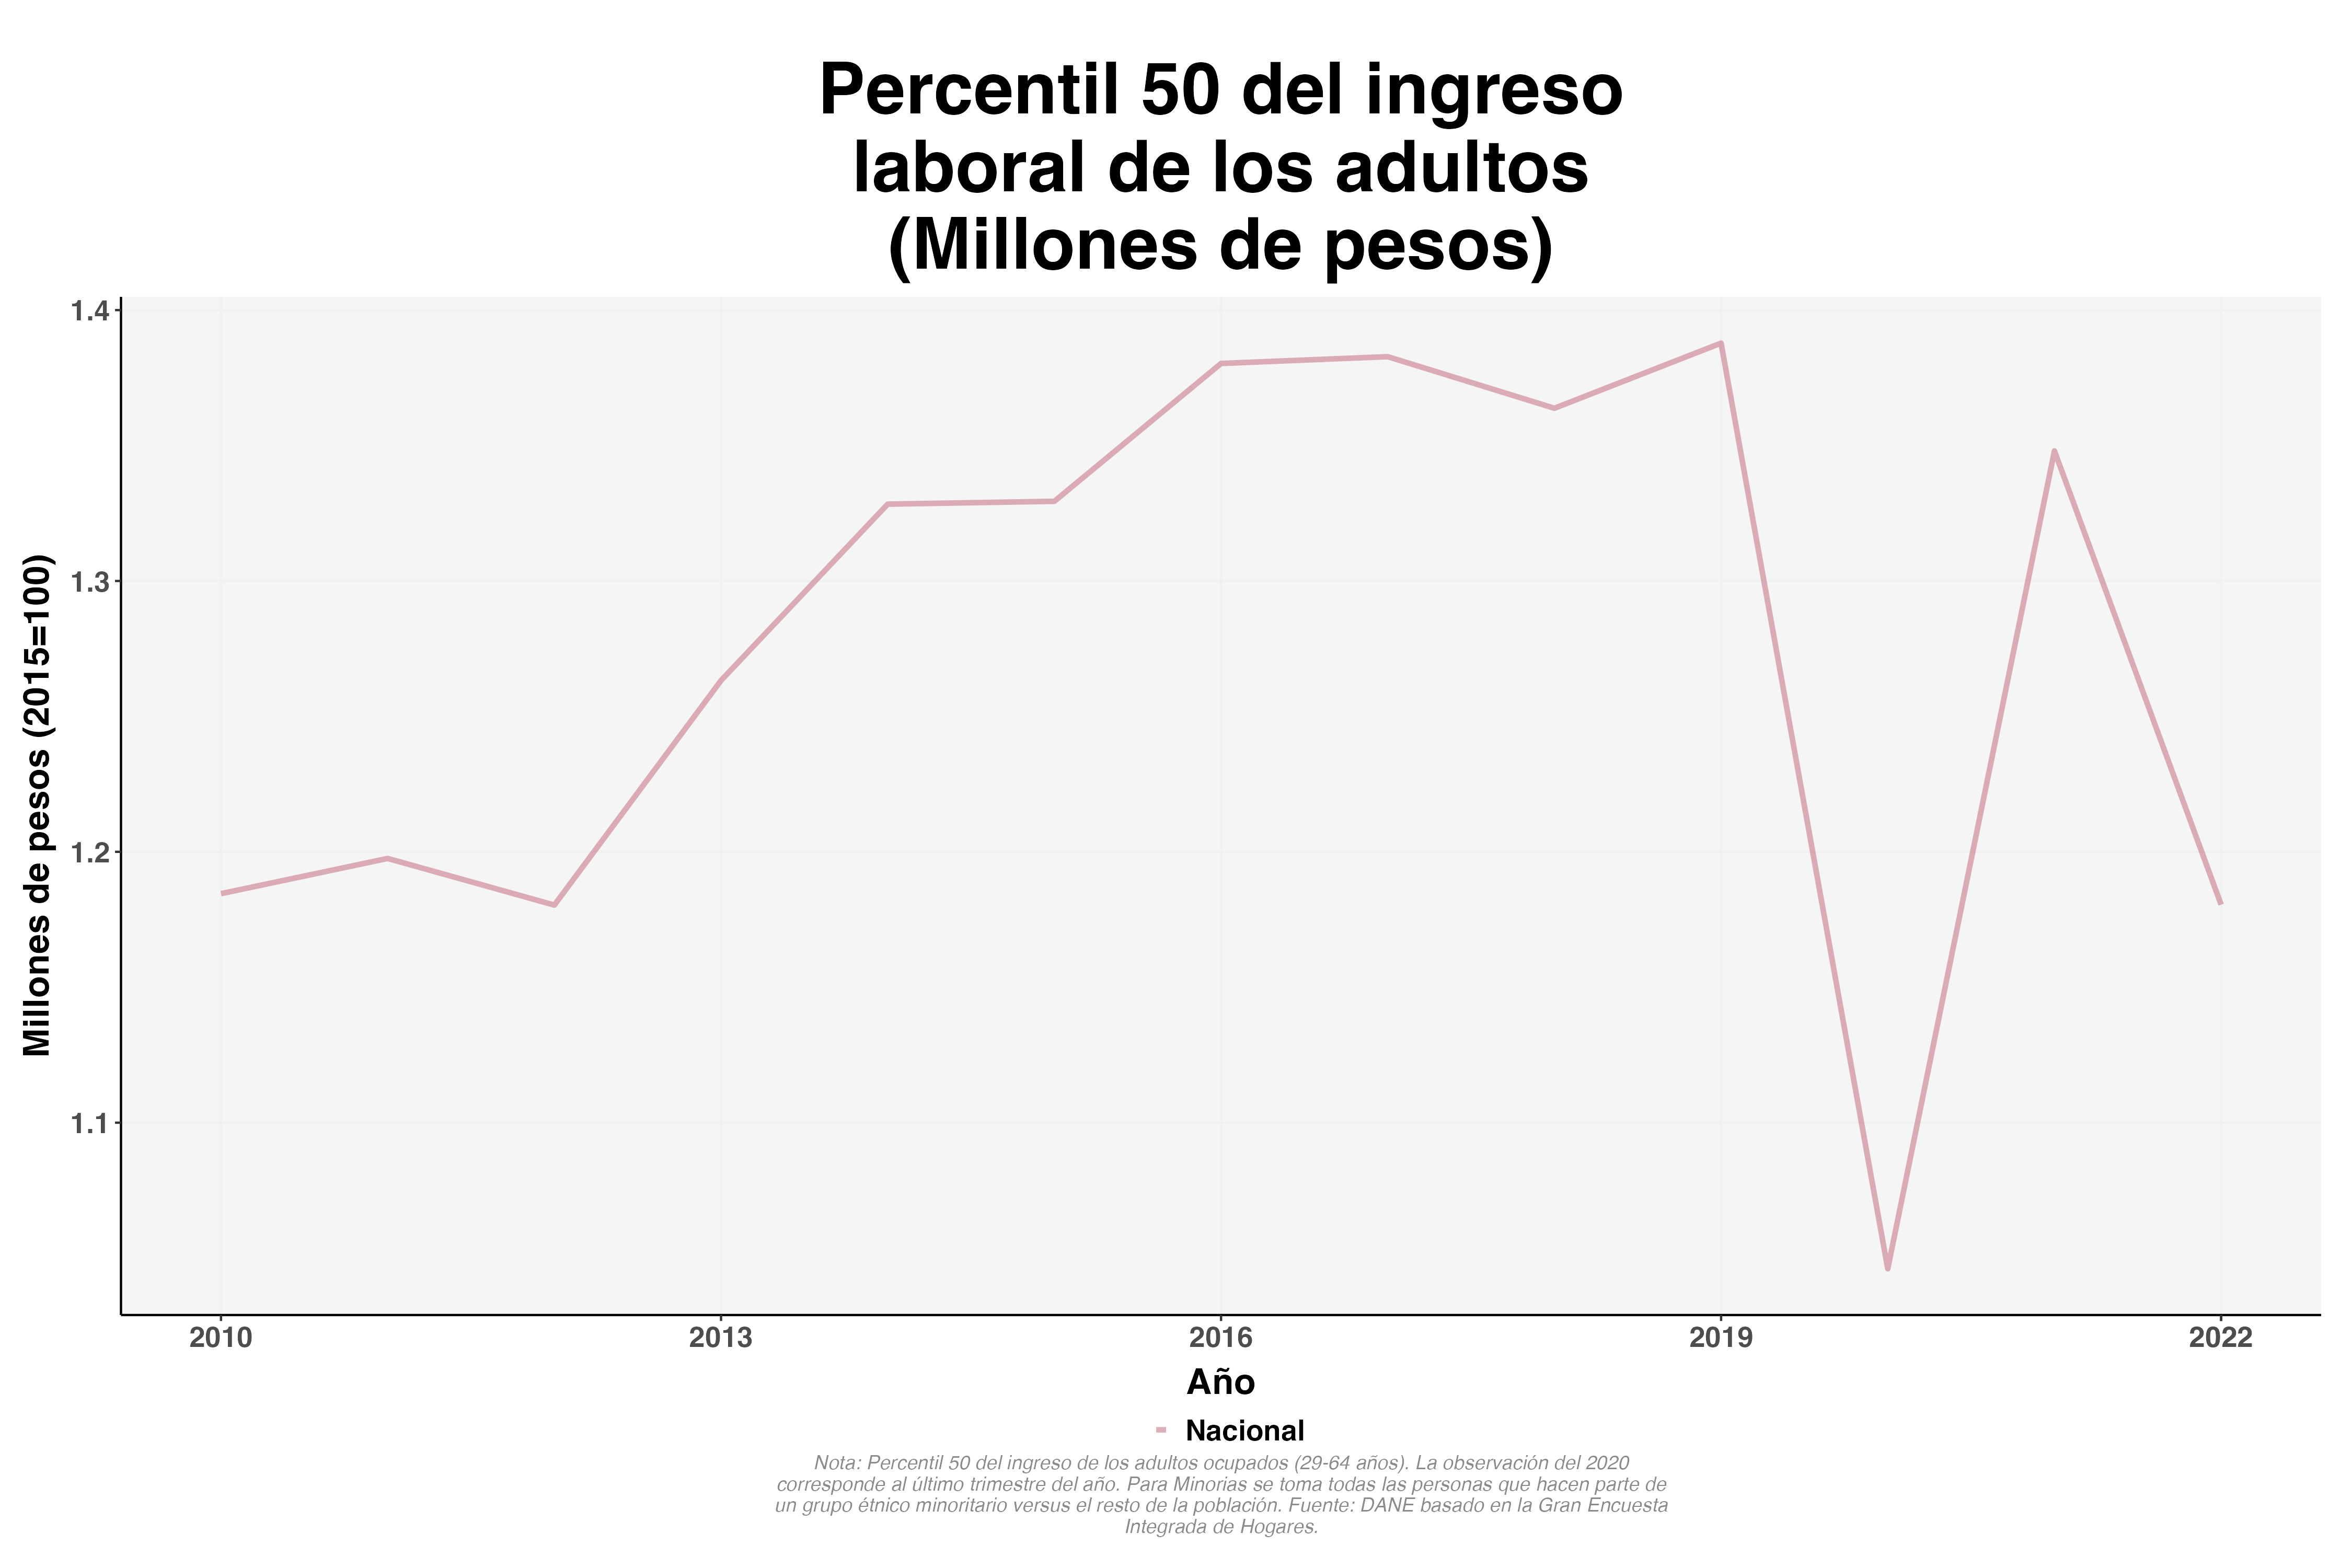 Percentil 50 del ingreso
laboral de los adultos
(Millones de pesos)
Millones de pesos (2015=100)
1.4
1.3
1.2
1.1
2010 2013 2016 2019 2022
Año
Nacional
Nota: Percentil 50 del ingreso de los adultos ocupados (29-64 años). La observación del 2020
corresponde al último trimestre del año. Para Minorias se toma todas las personas que hacen parte de
un grupo étnico minoritario versus el resto de la población. Fuente: DANE basado en la Gran Encuesta
Integrada de Hogares.